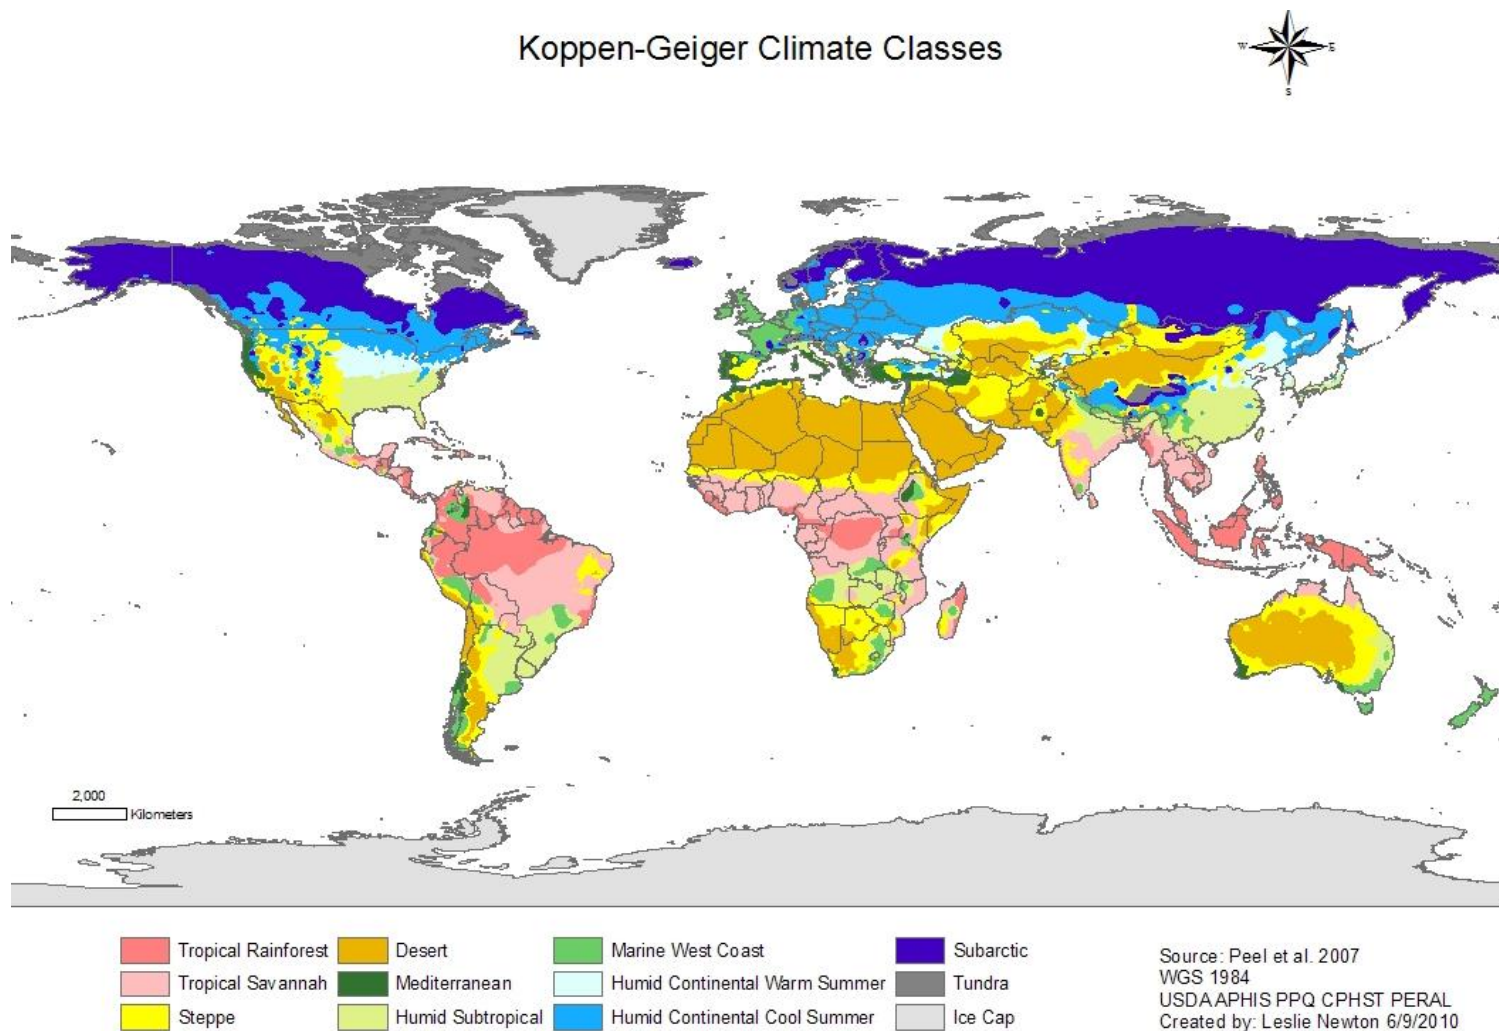 Koppen-Geiger Climate Classes
W
E
S
2,000
Kilometers
Tropical Rainforest
Desert
Marine West Coast
Subarctic
Tropical Savannah
Mediterranean
Humid Continental Warm Summer
Tundra
Steppe
Humid Subtropical
Humid Continental Cool Summer
Ice Cap
Source: Peel et al. 2007
WGS 1984
USDA APHIS PPQ CPHST PERAL
Created by: Leslie Newton 6/9/2010